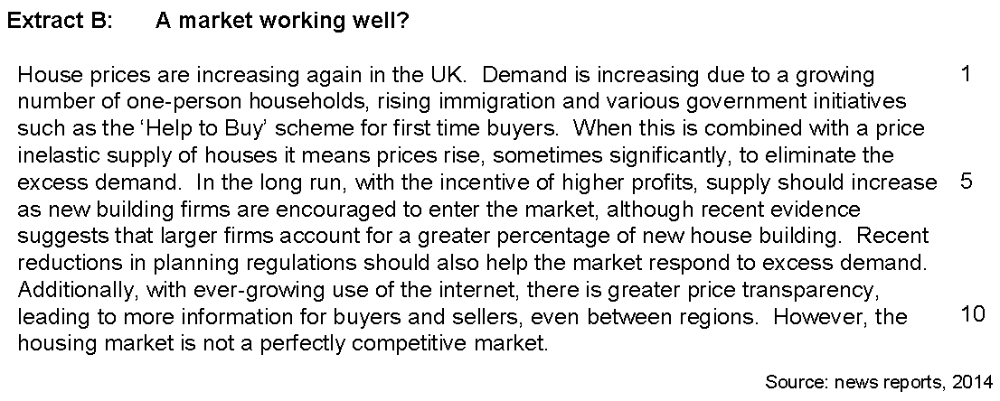 Extract B: A market working well?
House prices are increasing again in the UK. Demand is increasing due to a growing 1
number of one-person households, rising immigration and various government initiatives
such as the ‘Help to Buy’ scheme for first time buyers. When this is combined with a price
inelastic supply of houses it means prices rise, sometimes significantly, to eliminate the
excess demand. In the long run, with the incentive of higher profits, supply should increase 5
as new building firms are encouraged to enter the market, although recent evidence
suggests that larger firms account for a greater percentage of new house building. Recent
reductions in planning regulations should also help the market respond to excess demand.
Additionally, with ever-growing use of the internet, there is greater price transparency,
leading to more information for buyers and sellers, even between regions. However, the 10
housing market is not a perfectly competitive market.
Source: news reports, 2014